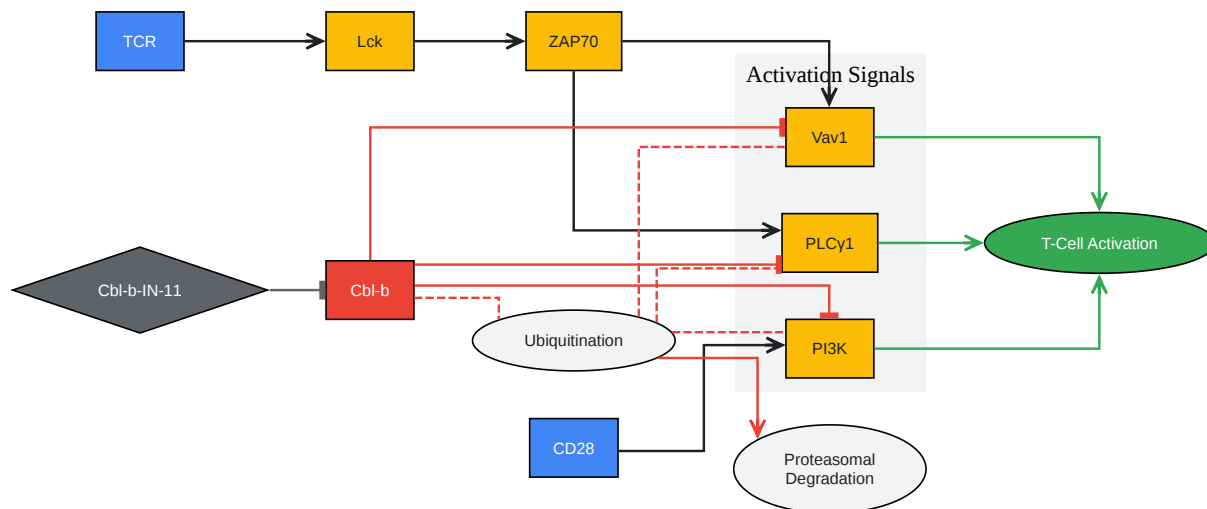 TCR
Lck
ZAP70
Activation Signals
Vav1
PLCγ1
T-Cell Activation
Cbl-b-IN-11
Cbl-b
Ubiquitination
PI3K
CD28
Proteasomal
Degradation